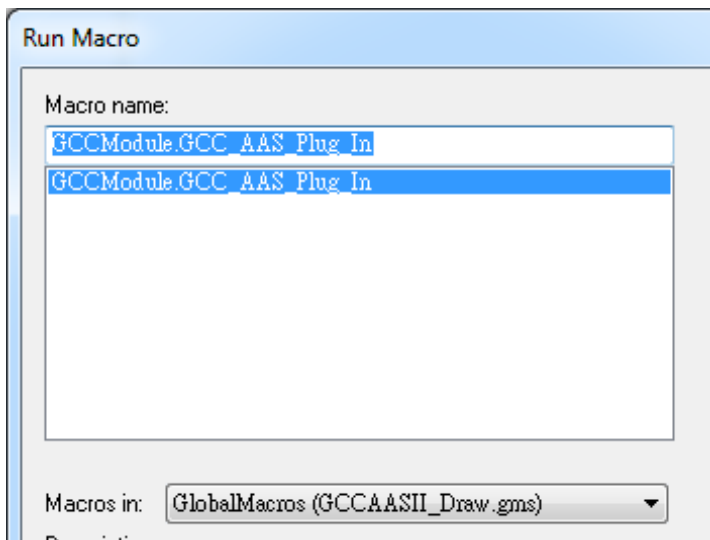 Run Macro
Macro name:
GCCModule.GCC_AAS_Plug_In
GCCModule.GCC_AAS_Plug_In
Macros in: GlobalMacros (GCCAASII_Draw.gms)